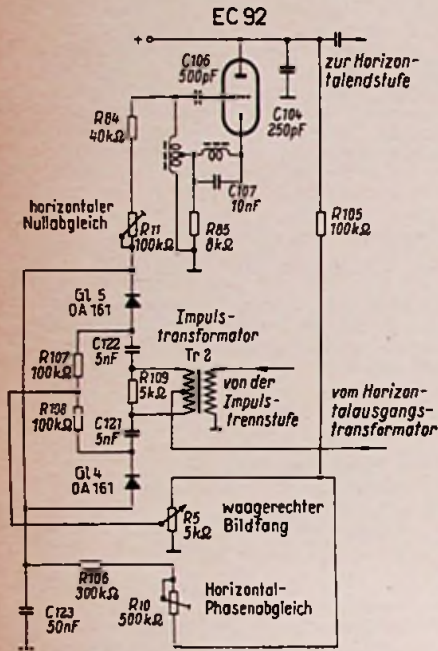 EC 92
+
C106
500pF
zur Horizon-
talendstufe
C104
250pF
R84
40kΩ
C107
10nF
horizontaler
Nullabgleich
R11
100kΩ
R85
8kΩ
R105
100kΩ
Gl 5
OA 161
Impuls-
transformator
Tr 2
C122
5nF
R107
100kΩ
R109
5kΩ
von der
Impuls-
trennstufe
R108
100kΩ
C121
5nF
vom Horizon-
talausgangs-
transformator
Gl 4
OA 161
R5
5kΩ
waagerechter
Bildfang
R106
300kΩ
Horizontal-
Phasenabgleich
R10
500kΩ
C123
50nF